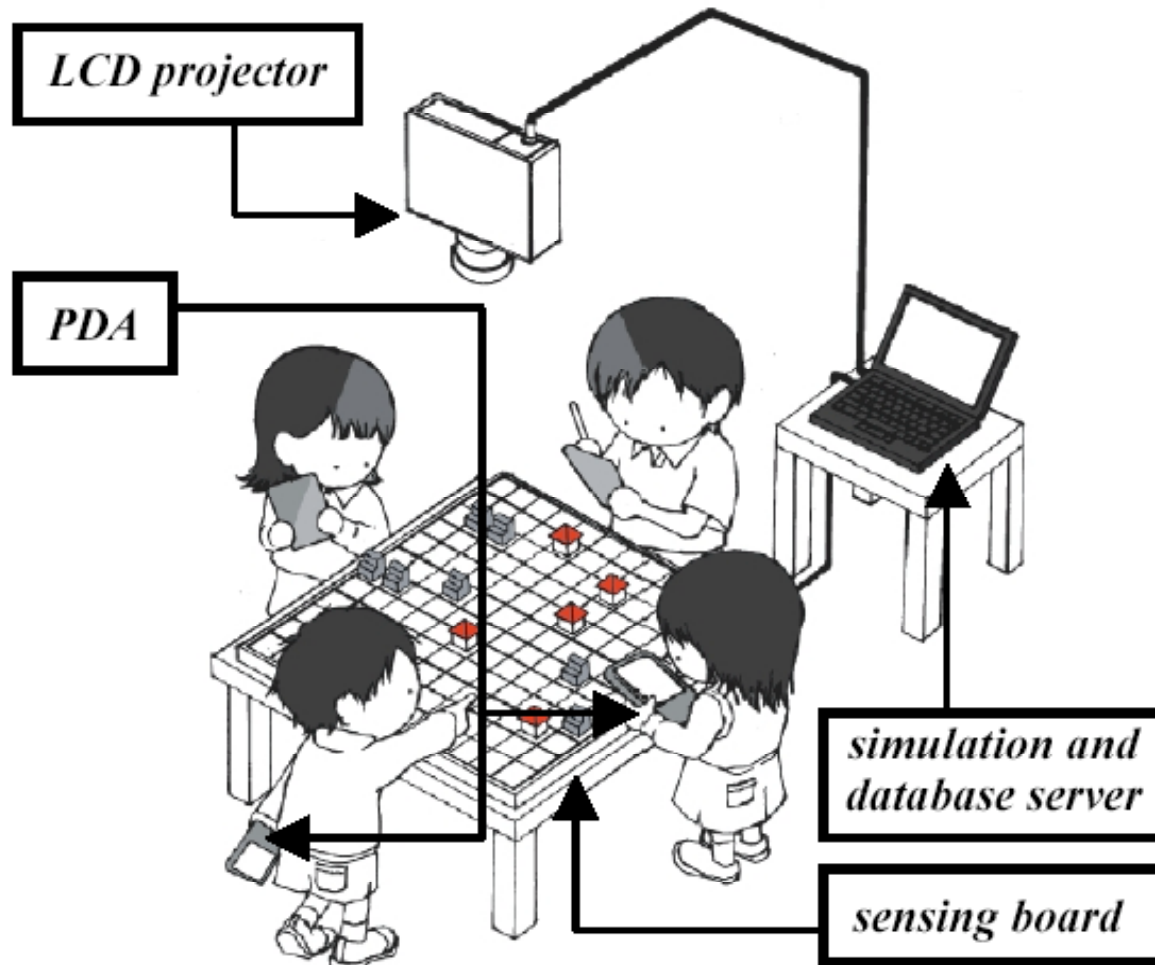 LCD projector
PDA
simulation and
database server
sensing board